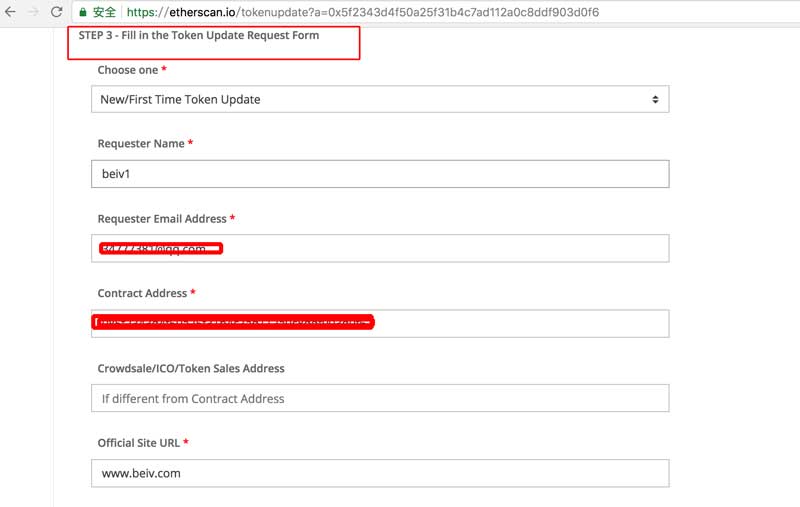 安全 https://etherscan.io/tokenupdate?a=0x5f2343d4f50a25f31b4c7ad112a0c8ddf903d0f6
STEP 3 - Fill in the Token Update Request Form
Choose one *
New/First Time Token Update
Requester Name *
beiv1
Requester Email Address *
Contract Address *
Crowdsale/ICO/Token Sales Address
If different from Contract Address
Official Site URL *
www.beiv.com